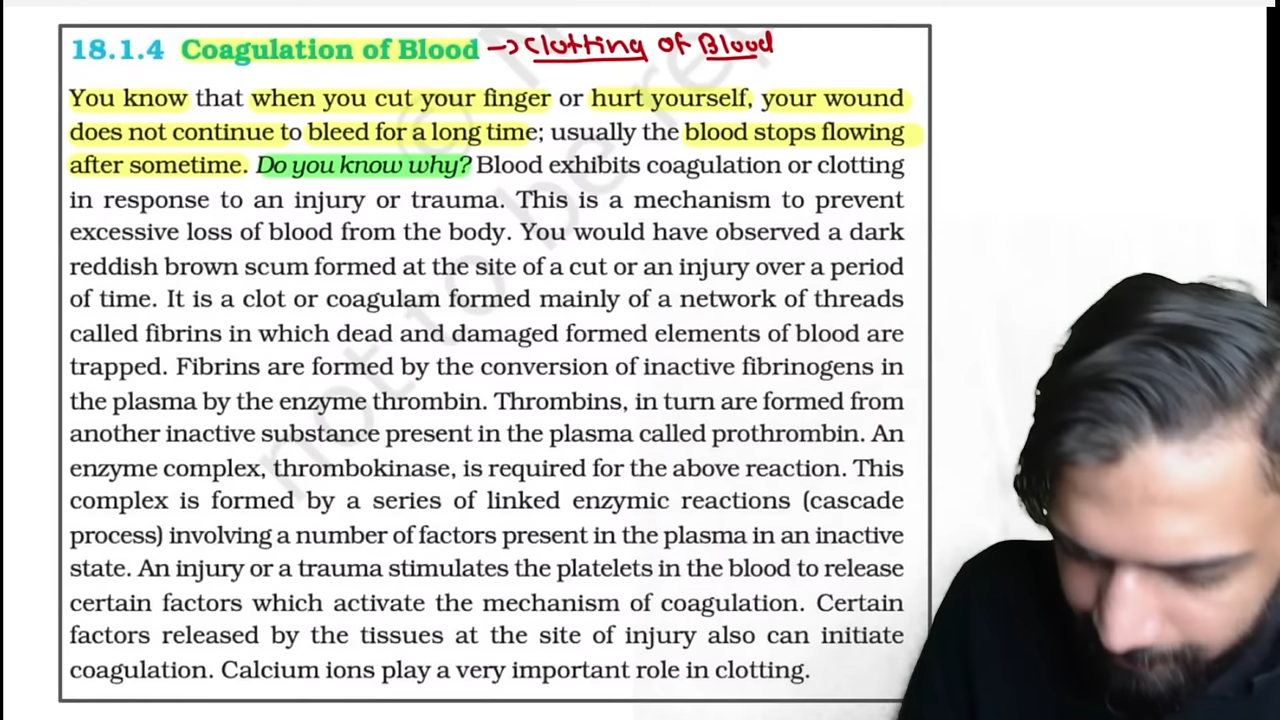 18.1.4 Coagulation of Blood → Clotting of Blood
You know that when you cut your finger or hurt yourself, your wound
does not continue to bleed for a long time; usually the blood stops flowing
after sometime. Do you know why? Blood exhibits coagulation or clotting
in response to an injury or trauma. This is a mechanism to prevent
excessive loss of blood from the body. You would have observed a dark
reddish brown scum formed at the site of a cut or an injury over a period
of time. It is a clot or coagulam formed mainly of a network of threads
called fibrins in which dead and damaged formed elements of blood are
trapped. Fibrins are formed by the conversion of inactive fibrinogens in
the plasma by the enzyme thrombin. Thrombins, in turn are formed from
another inactive substance present in the plasma called prothrombin. An
enzyme complex, thrombokinase, is required for the above reaction. This
complex is formed by a series of linked enzymic reactions (cascade
process) involving a number of factors present in the plasma in an inactive
state. An injury or a trauma stimulates the platelets in the blood to release
certain factors which activate the mechanism of coagulation. Certain
factors released by the tissues at the site of injury also can initiate
coagulation. Calcium ions play a very important role in clotting.
not to be rep